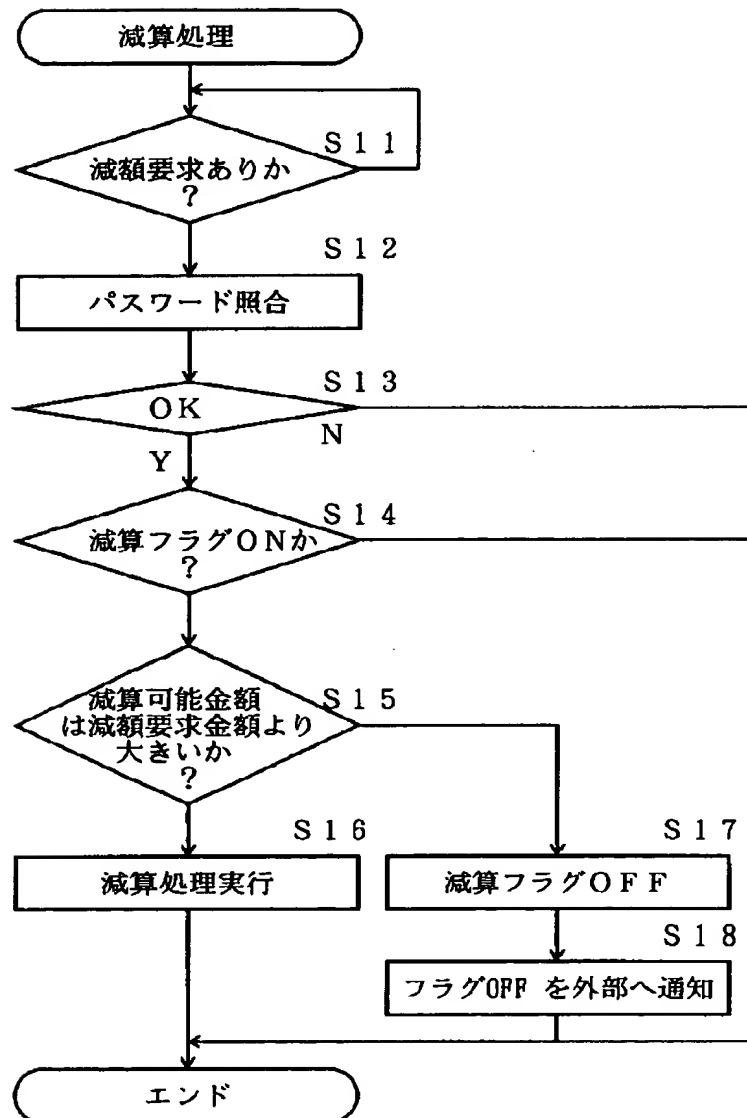 減算処理
S11
減額要求ありか
?
S12
パスワード照合
S13
OK
N
Y
S14
減算フラグONか
?
減算可能金額
S15
は減額要求金額より
大きいか
?
S16
S17
減算処理実行
減算フラグOFF
S18
フラグOFF を外部へ通知
エンド